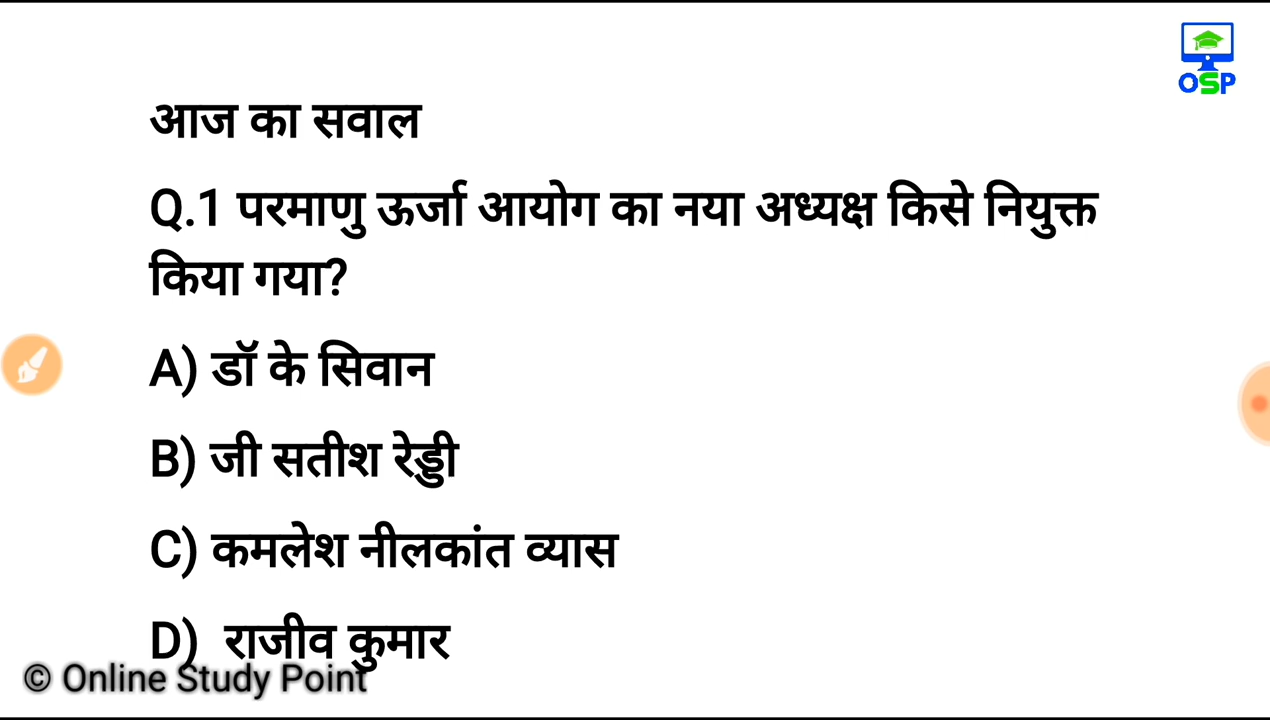 OSP
आज का सवाल
Q.1 परमाणु ऊर्जा आयोग का नया अध्यक्ष किसे नियुक्त
किया गया?
A) डॉ के सिवान
B) जी सतीश रेड्डी
C) कमलेश नीलकांत व्यास
D) राजीव कुमार
© Online Study Point